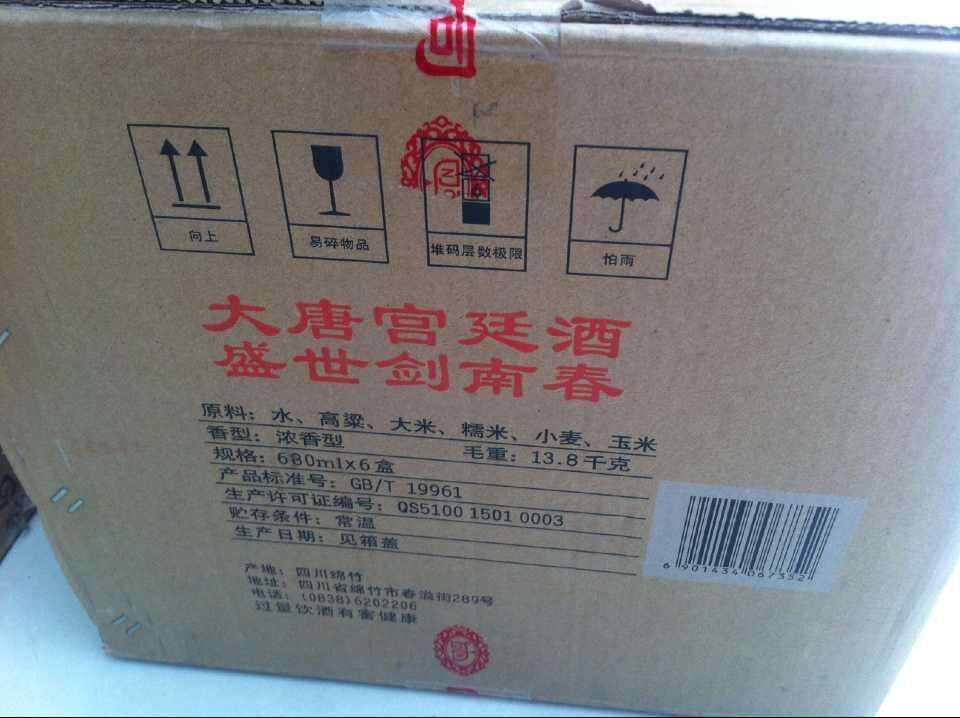 向上
易碎物品
6
堆码层数极限
怕雨
大唐宫廷酒
盛世剑南春
原料：水、高粱、大米、糯米、小麦、玉米
香型：浓香型 毛重：13.8千克
规格：680ml×6盒
产品标准号：GB/T 19961
生产许可证编号：QS5100 1501 0003
贮存条件：常温
生产日期：见箱盖
6 901434 067352
产地：四川绵竹
地址：四川省绵竹市春溢街289号
电话：(0838)6202206
过量饮酒有害健康